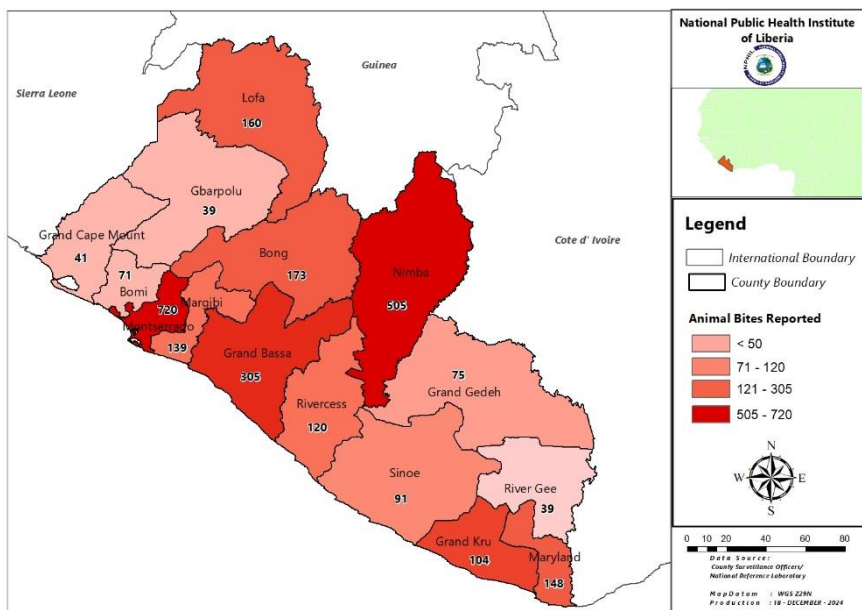 National Public Health Institute
of Liberia
Guinea
Sierra Leone
Lofa
160
Gbarpolu
39
Grand Cape Mount
41
Cote d' Ivoire
Bong
173
Nimba
505
71
Bomi
720
Margibi
Montserrado
139
Grand Bassa
305
75
Grand Gedeh
Rivercess
120
Sinoe
91
River Gee
39
Grand Kru
104
Maryland
148
Legend
International Boundary
County Boundary
Animal Bites Reported
< 50
71 - 120
121 - 305
505 - 720
N
W E
S
0 5 10 20 40 60 80
Data Source:
County Surveillance Officers/
National Reference Laboratory
Map Datum : WGS Z29N
Production : 18 - DECEMBER - 2024